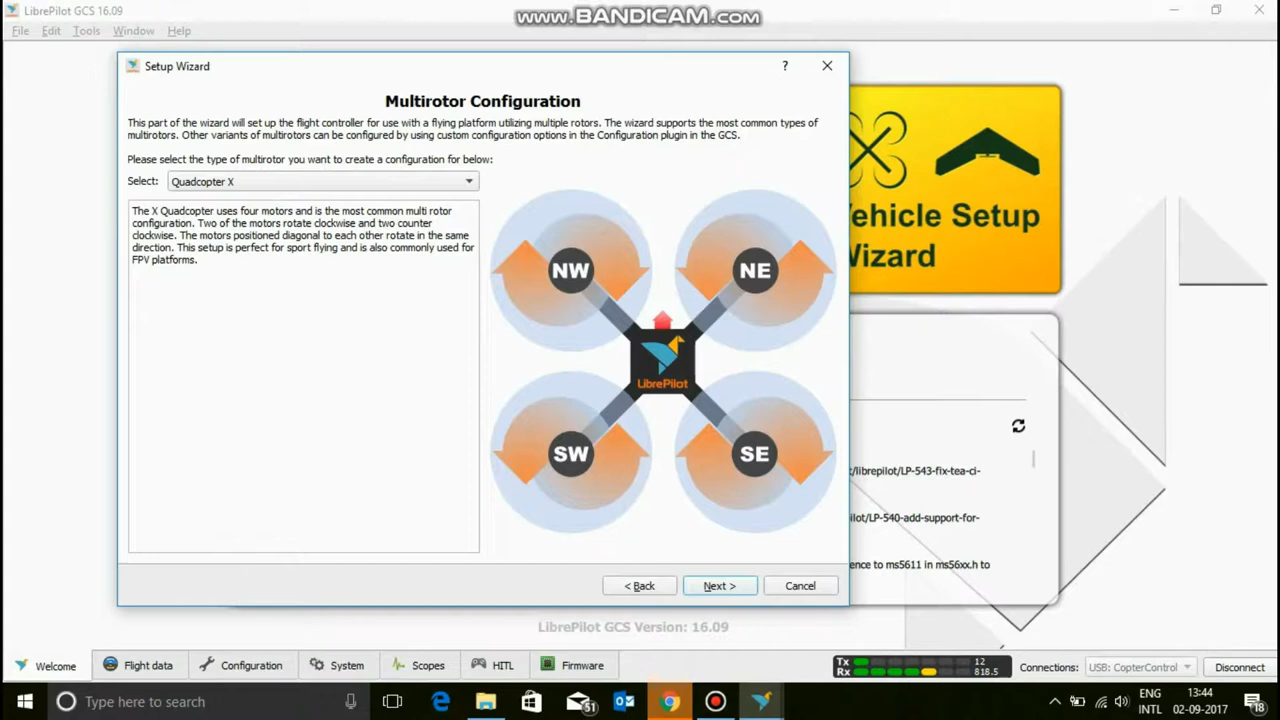 LibrePilot GCS 16.09
www.BANDICAM.com
File Edit Tools Window Help
Setup Wizard
?
Multirotor Configuration
This part of the wizard will set up the flight controller for use with a flying platform utilizing multiple rotors. The wizard supports the most common types of
multirotors. Other variants of multirotors can be configured by using custom configuration options in the Configuration plugin in the GCS.
Please select the type of multirotor you want to create a configuration for below:
Select: Quadcopter X
The X Quadcopter uses four motors and is the most common multi rotor
configuration. Two of the motors rotate clockwise and two counter
clockwise. The motors positioned diagonal to each other rotate in the same
direction. This setup is perfect for sport flying and is also commonly used for
FPV platforms.
NW NE
LibrePilot
SW SE
ehicle Setup
Wizard
t/librepilot/LP-543-fix-tea-ci-
pilot/LP-540-add-support-for-
ence to ms5611 in ms56xx.h to
< Back Next > Cancel
LibrePilot GCS Version: 16.09
Welcome Flight data Configuration System Scopes HITL Firmware
Tx 12
Rx 818.5
Connections: USB: CopterControl Disconnect
Type here to search
51
ENG
INTL
13:44
02-09-2017
18